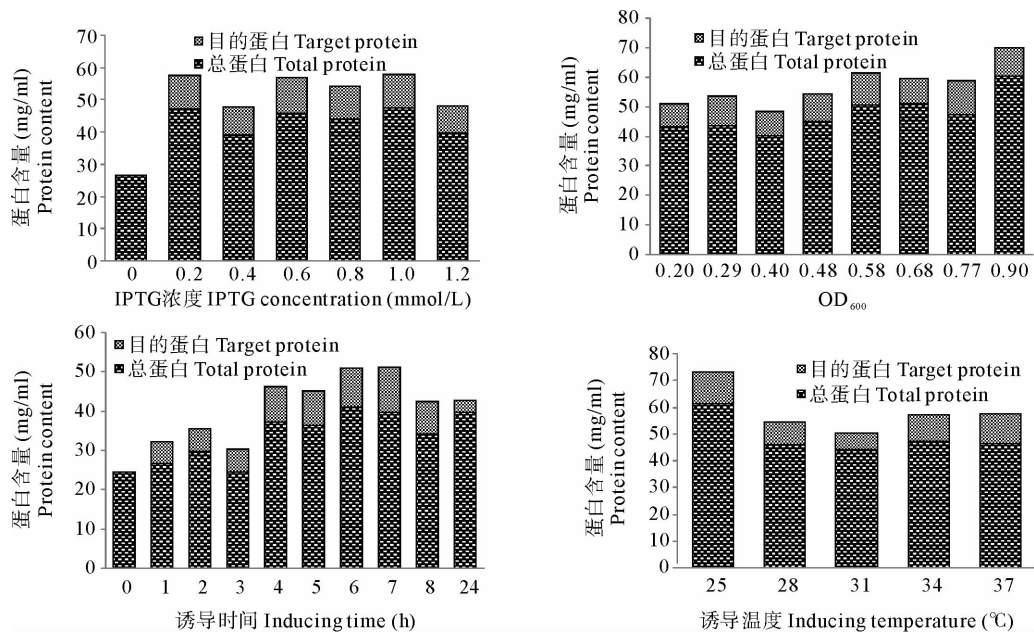 70
60
50
40
30
20
10
0
蛋白含量 (mg/ml)
Protein content
目的蛋白 Target protein
总蛋白 Total protein
0 0.2 0.4 0.6 0.8 1.0 1.2
IPTG浓度 IPTG concentration (mmol/L)
80
70
60
50
40
30
20
10
0
蛋白含量 (mg/ml)
Protein content
目的蛋白 Target protein
总蛋白 Total protein
0.20 0.29 0.40 0.48 0.58 0.68 0.77 0.90
OD600
60
50
40
30
20
10
0
蛋白含量 (mg/ml)
Protein content
目的蛋白 Target protein
总蛋白 Total protein
0 1 2 3 4 5 6 7 8 24
诱导时间 Inducing time (h)
80
70
60
50
40
30
20
10
0
蛋白含量 (mg/ml)
Protein content
目的蛋白 Target protein
总蛋白 Total protein
25 28 31 34 37
诱导温度 Inducing temperature (℃)